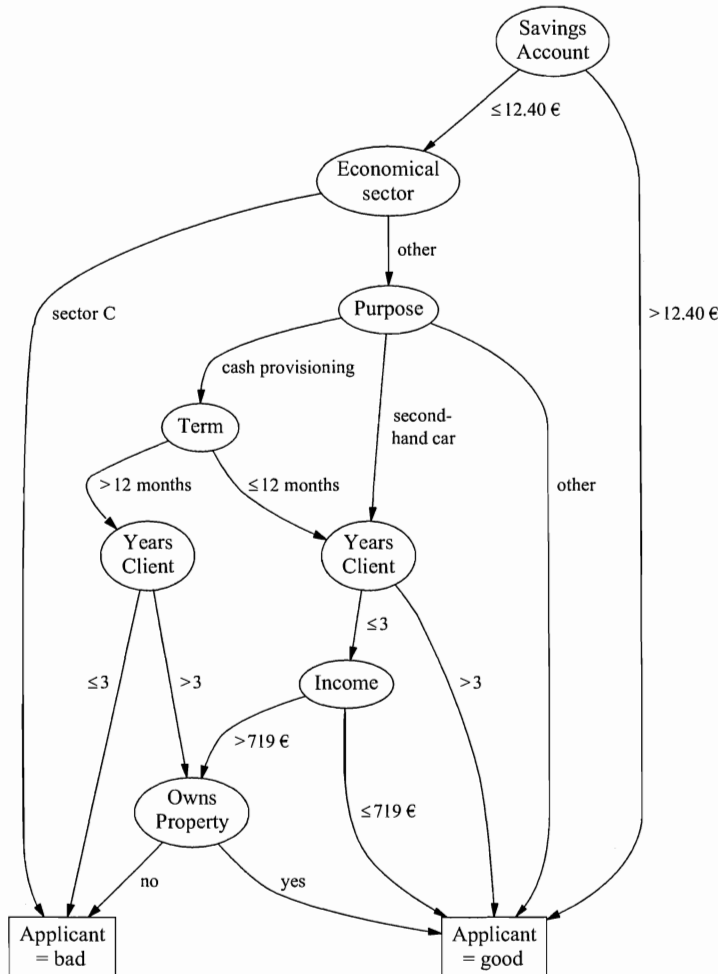 Savings
Account
≤12.40 €
Economical
sector
other
sector C
Purpose
>12.40 €
cash provisioning
second-
hand car
Term
>12 months
≤12 months
other
Years
Client
Years
Client
≤3
≤3
>3
Income
>3
>719 €
≤719 €
Owns
Property
no
yes
Applicant
= bad
Applicant
= good